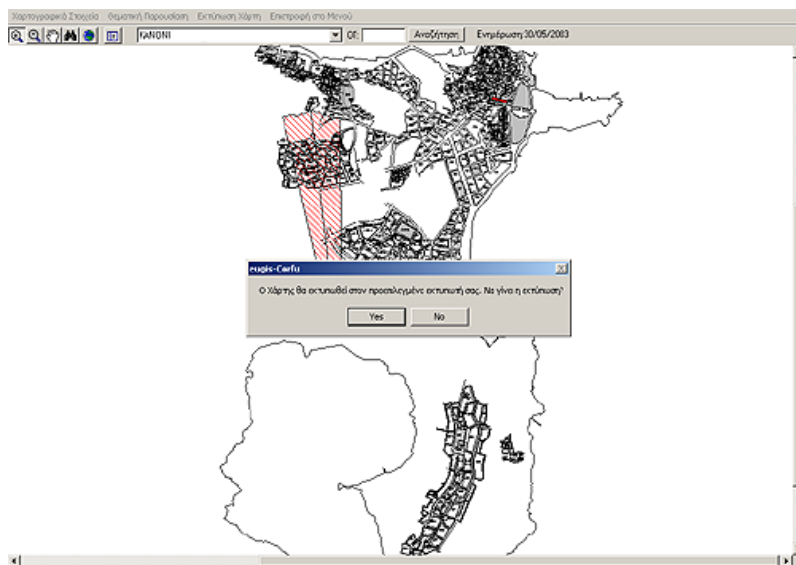 Χαρτογραφικά Στοιχεία Θεματική Παρουσίαση Εκτύπωση Χάρτη Επιστροφή στο Μενού
ΚΑΝΟΝΙ ΟΤ: Αναζήτηση Ενημέρωση:30/05/2003
eugis-Corfu
Ο Χάρτης θα εκτυπωθεί στον προεπιλεγμένο εκτυπωτή σας. Να γίνει η εκτύπωση?
Yes No